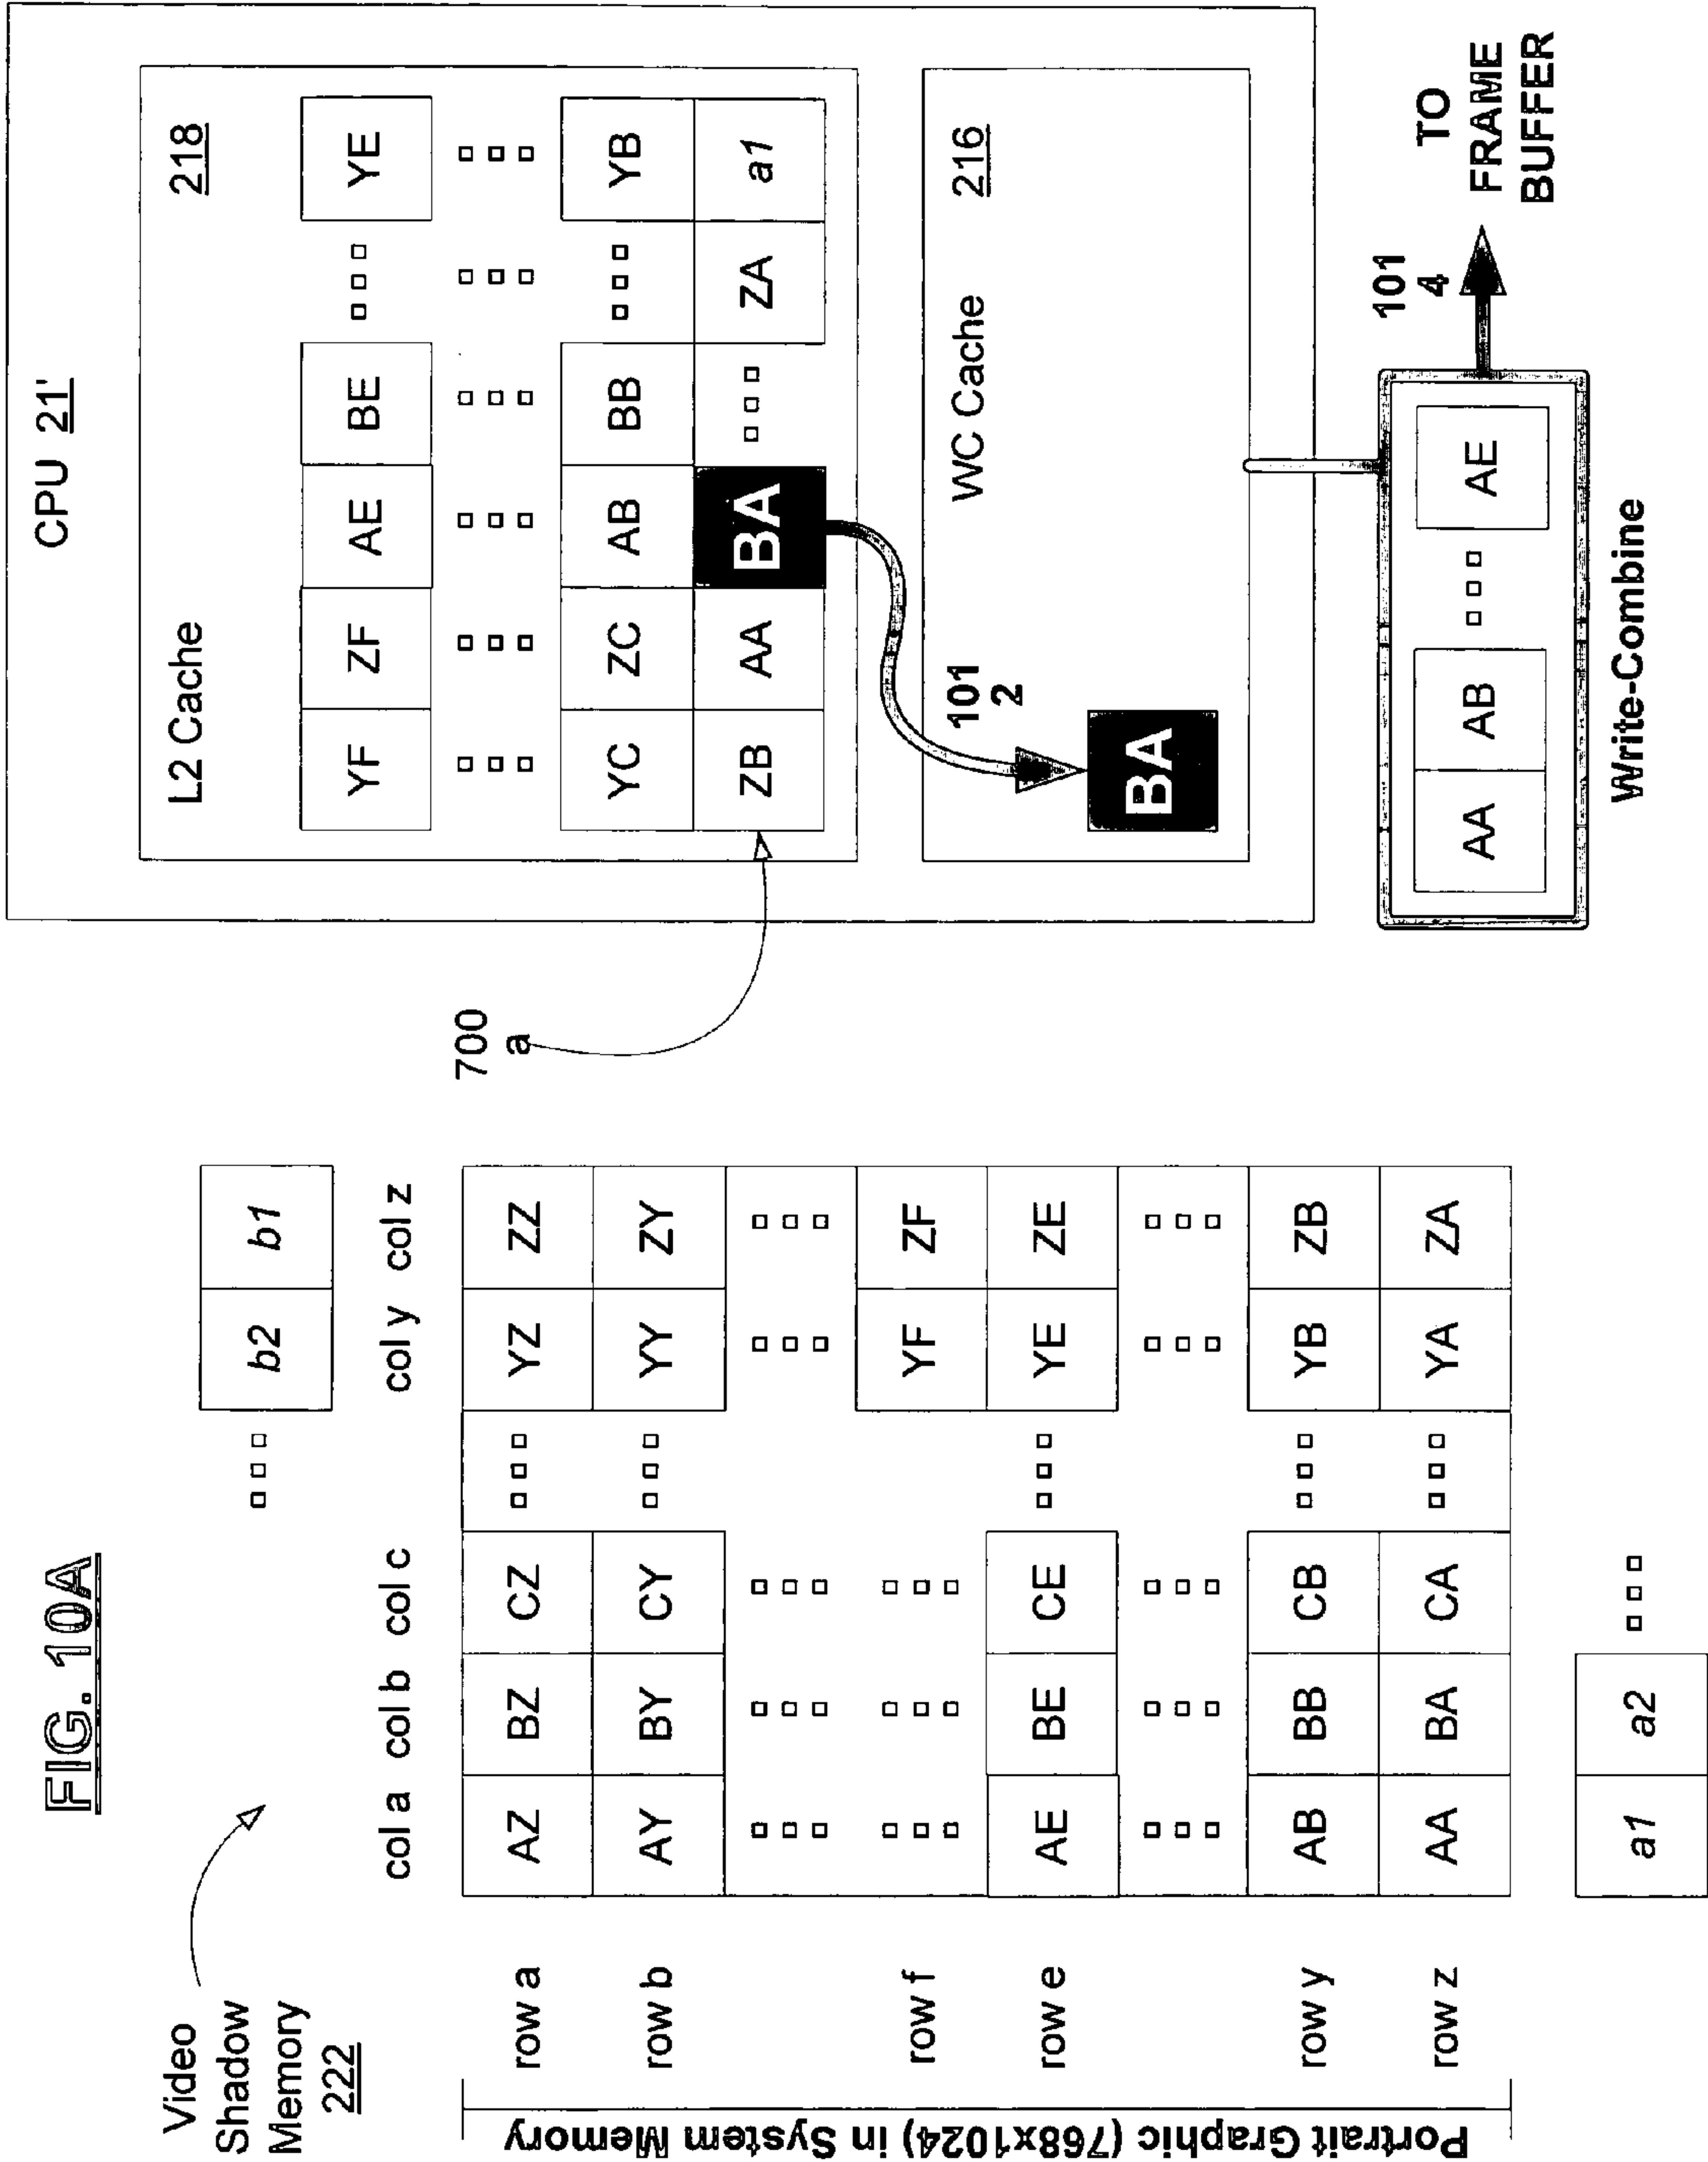 FIG. 10A
Video
Shadow
Memory
222
b2 b1
col a col b col c col y col z
row a AZ BZ CZ YZ ZZ
row b AY BY CY YY ZY
row f YF ZF
row e AE BE CE YE ZE
row y AB BB CB YB ZB
row z AA BA CA YA ZA
a1 a2
Portrait Graphic (768x1024) in System Memory
CPU 21'
L2 Cache 218
YF ZF AE BE YE
YC ZC AB BB YB
ZB AA BA ZA a1
700
a
WC Cache 216
101
2
BA
AA AB AE
Write-Combine
101
4
TO
FRAME
BUFFER